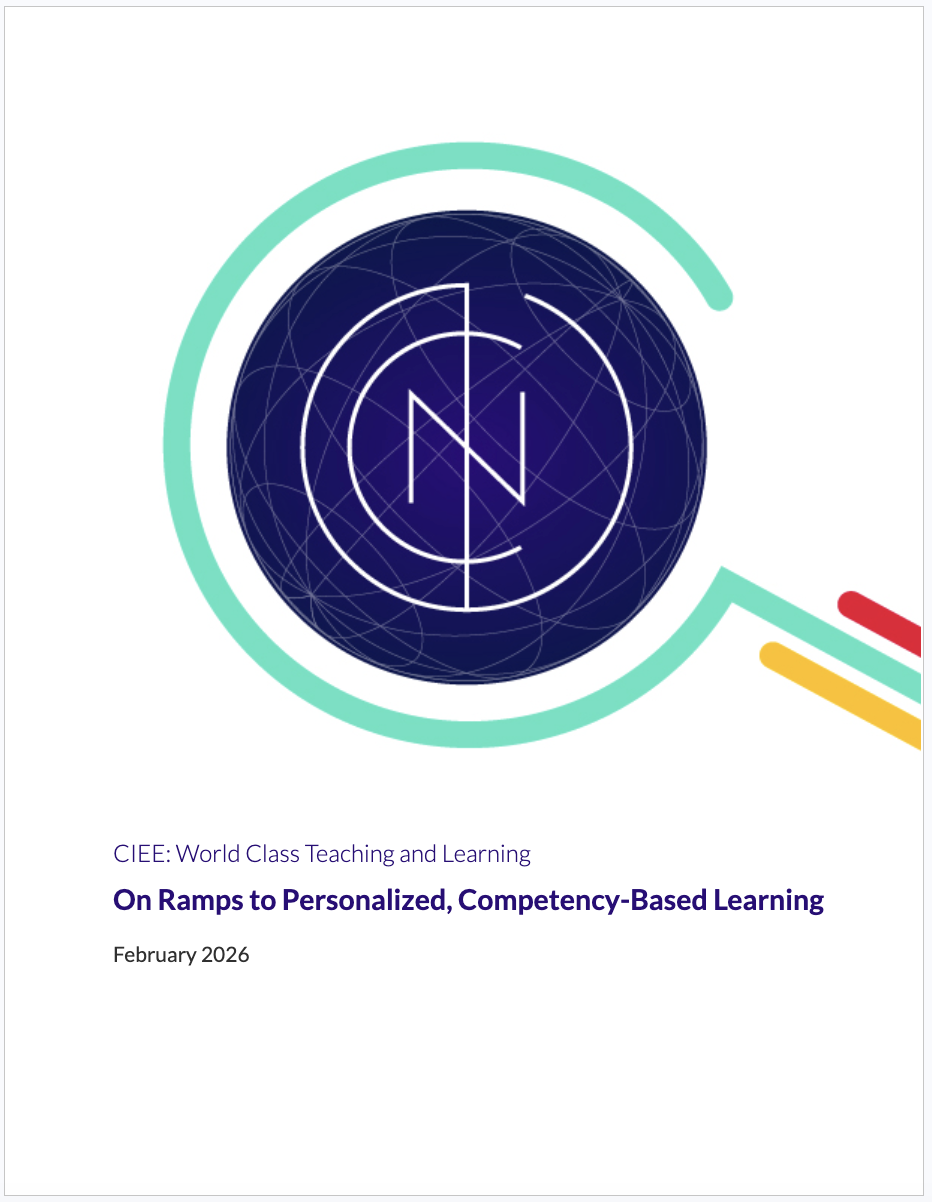 CIEE: World Class Teaching and Learning
On Ramps to Personalized, Competency-Based Learning
February 2026